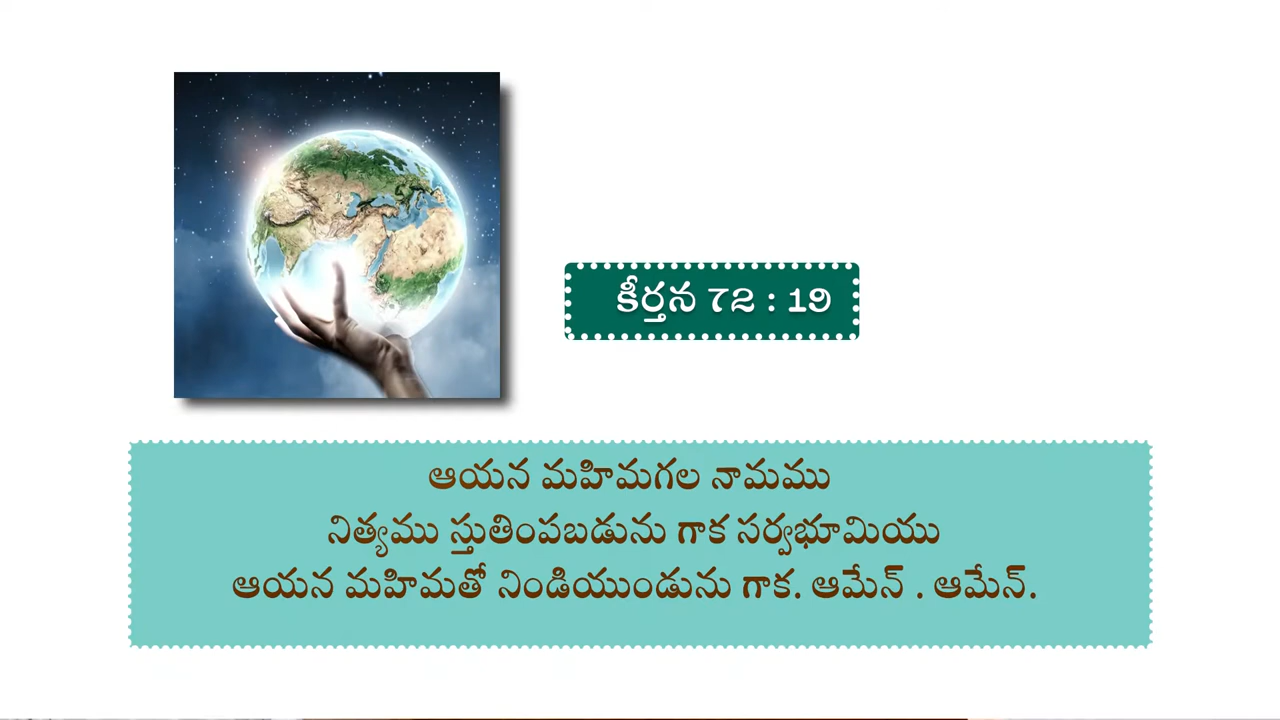 కీర్తన 72 : 19
ఆయన మహిమగల నామము
నిత్యము స్తుతింపబడును గాక సర్వభూమియు
ఆయన మహిమతో నిండియుండును గాక. ఆమేన్ . ఆమేన్.